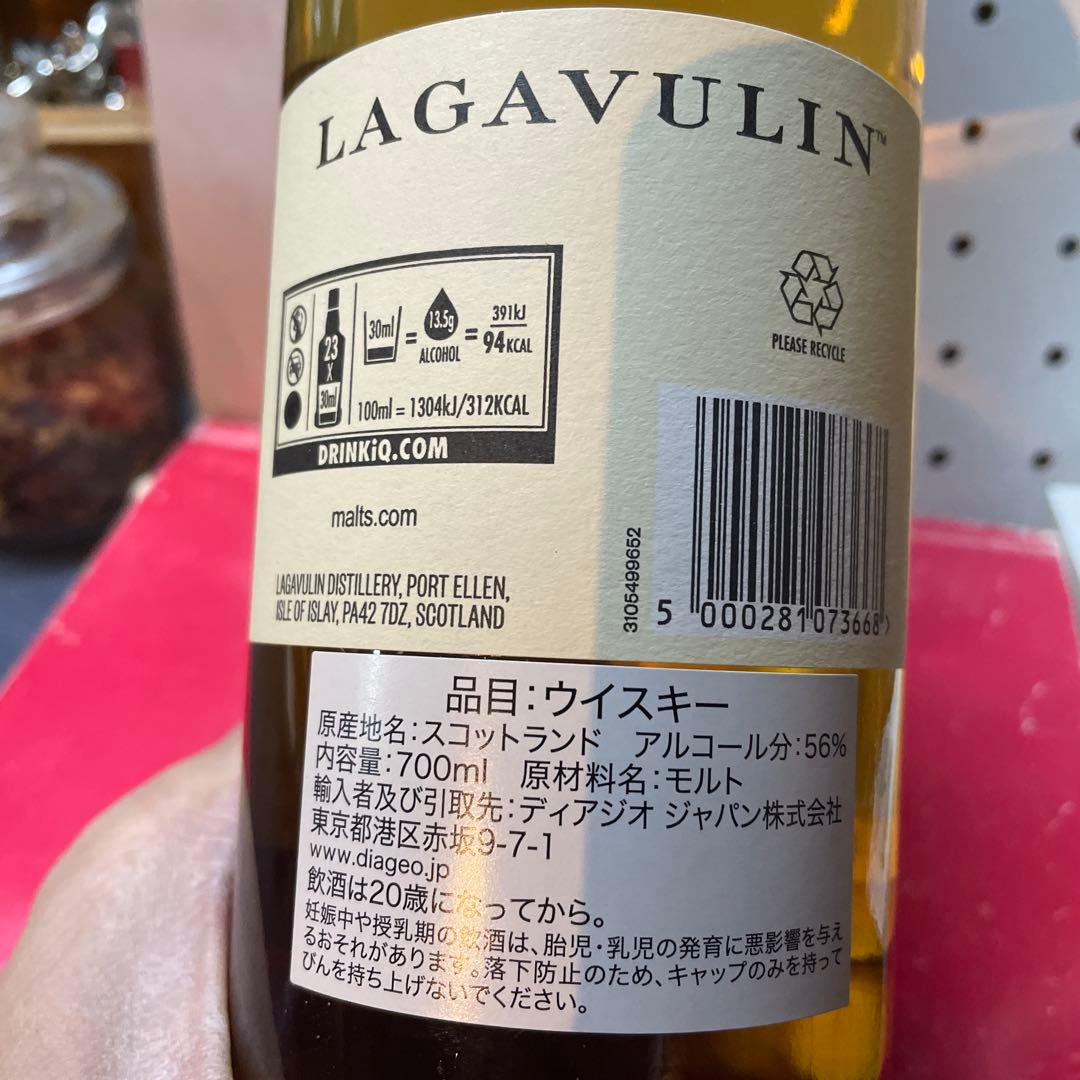 LAGAVULIN™
23
X
30ml
30ml
=
13.5g
ALCOHOL
=
391kJ
94KCAL
100ml = 1304kJ/312KCAL
DRINKiQ.COM
malts.com
LAGAVULIN DISTILLERY, PORT ELLEN,
ISLE OF ISLAY, PA42 7DZ, SCOTLAND
PLEASE RECYCLE
3105499652
5 000281 073668 >
品目：ウイスキー
原産地名：スコットランド　アルコール分：56%
内容量：700ml　原材料名：モルト
輸入者及び引取先：ディアジオ ジャパン株式会社
東京都港区赤坂9-7-1
www.diageo.jp
飲酒は20歳になってから。
妊娠中や授乳期の飲酒は、胎児・乳児の発育に悪影響を与え
るおそれがあります。落下防止のため、キャップのみを持って
びんを持ち上げないでください。